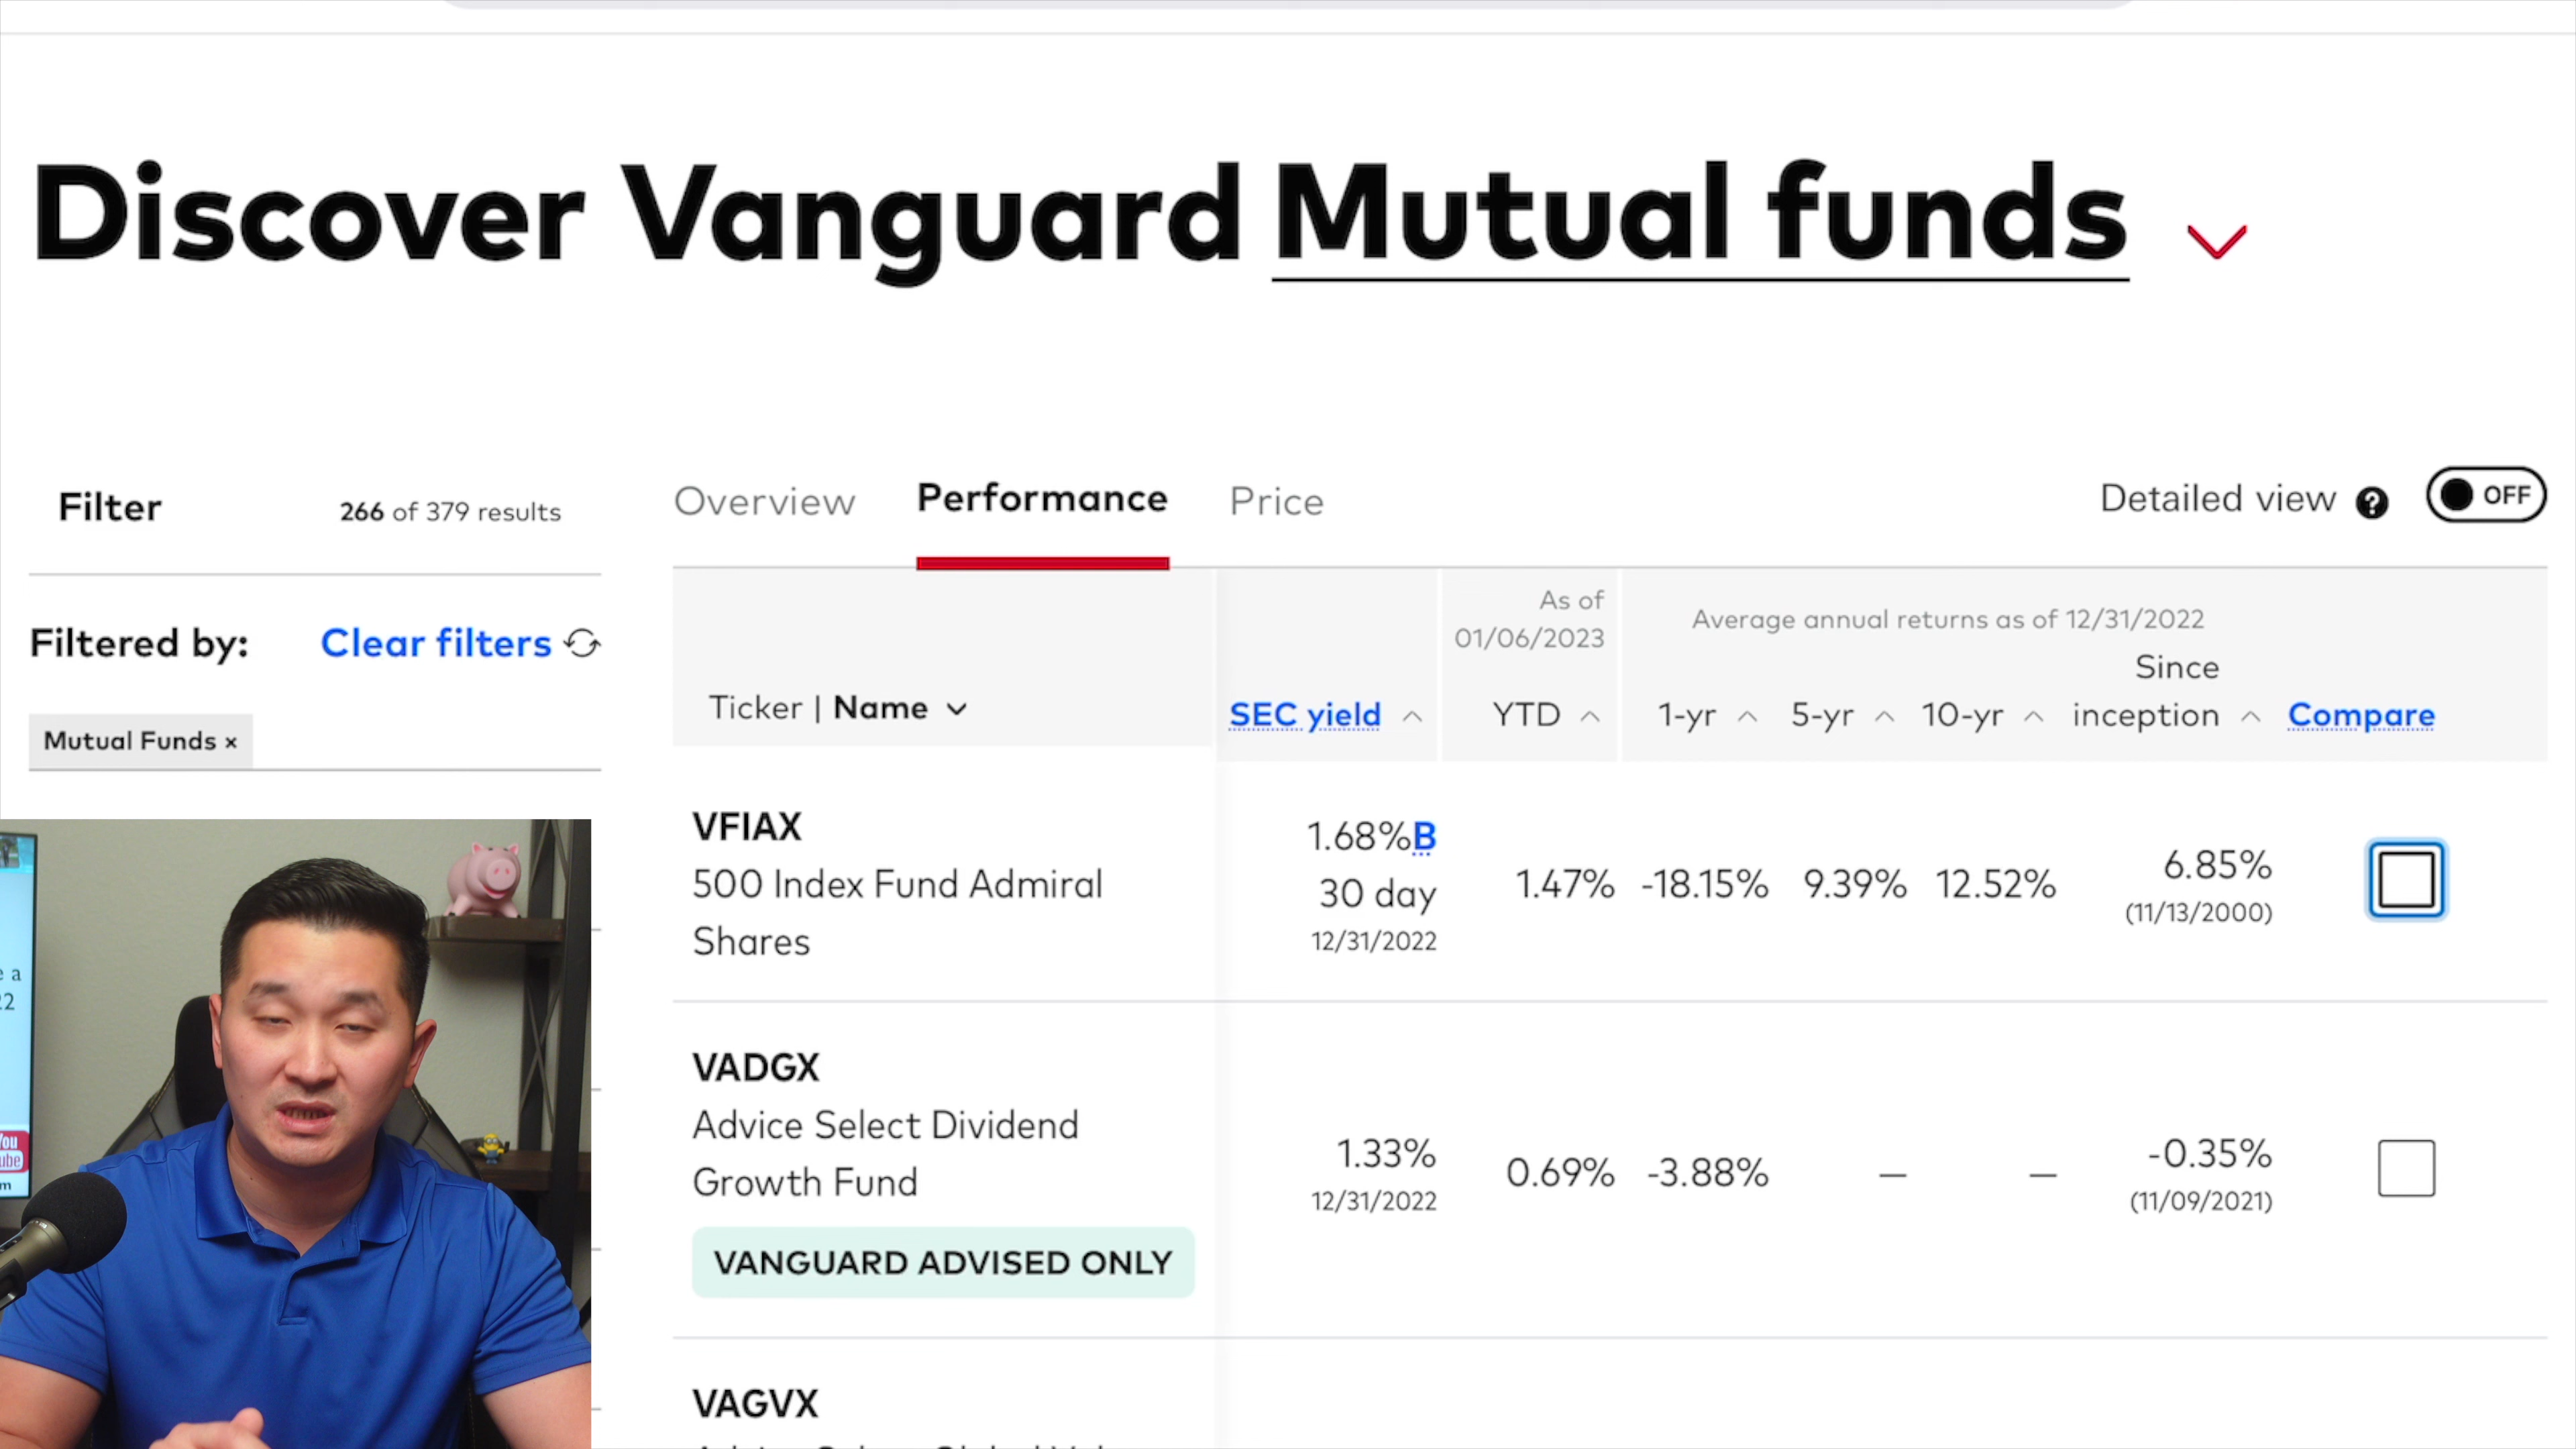 Discover Vanguard Mutual funds
Filter
266 of 379 results
Filtered by:
Clear filters
Mutual Funds ×
Overview
Performance
Price
Detailed view ?
OFF
As of
01/06/2023
Average annual returns as of 12/31/2022
Ticker | Name
SEC yield
YTD
1-yr
5-yr
10-yr
Since
inception
Compare
VFIAX
500 Index Fund Admiral
Shares
1.68%B
30 day
12/31/2022
1.47%
-18.15%
9.39%
12.52%
6.85%
(11/13/2000)
VADGX
Advice Select Dividend
Growth Fund
VANGUARD ADVISED ONLY
1.33%
12/31/2022
0.69%
-3.88%
—
—
-0.35%
(11/09/2021)
VAGVX